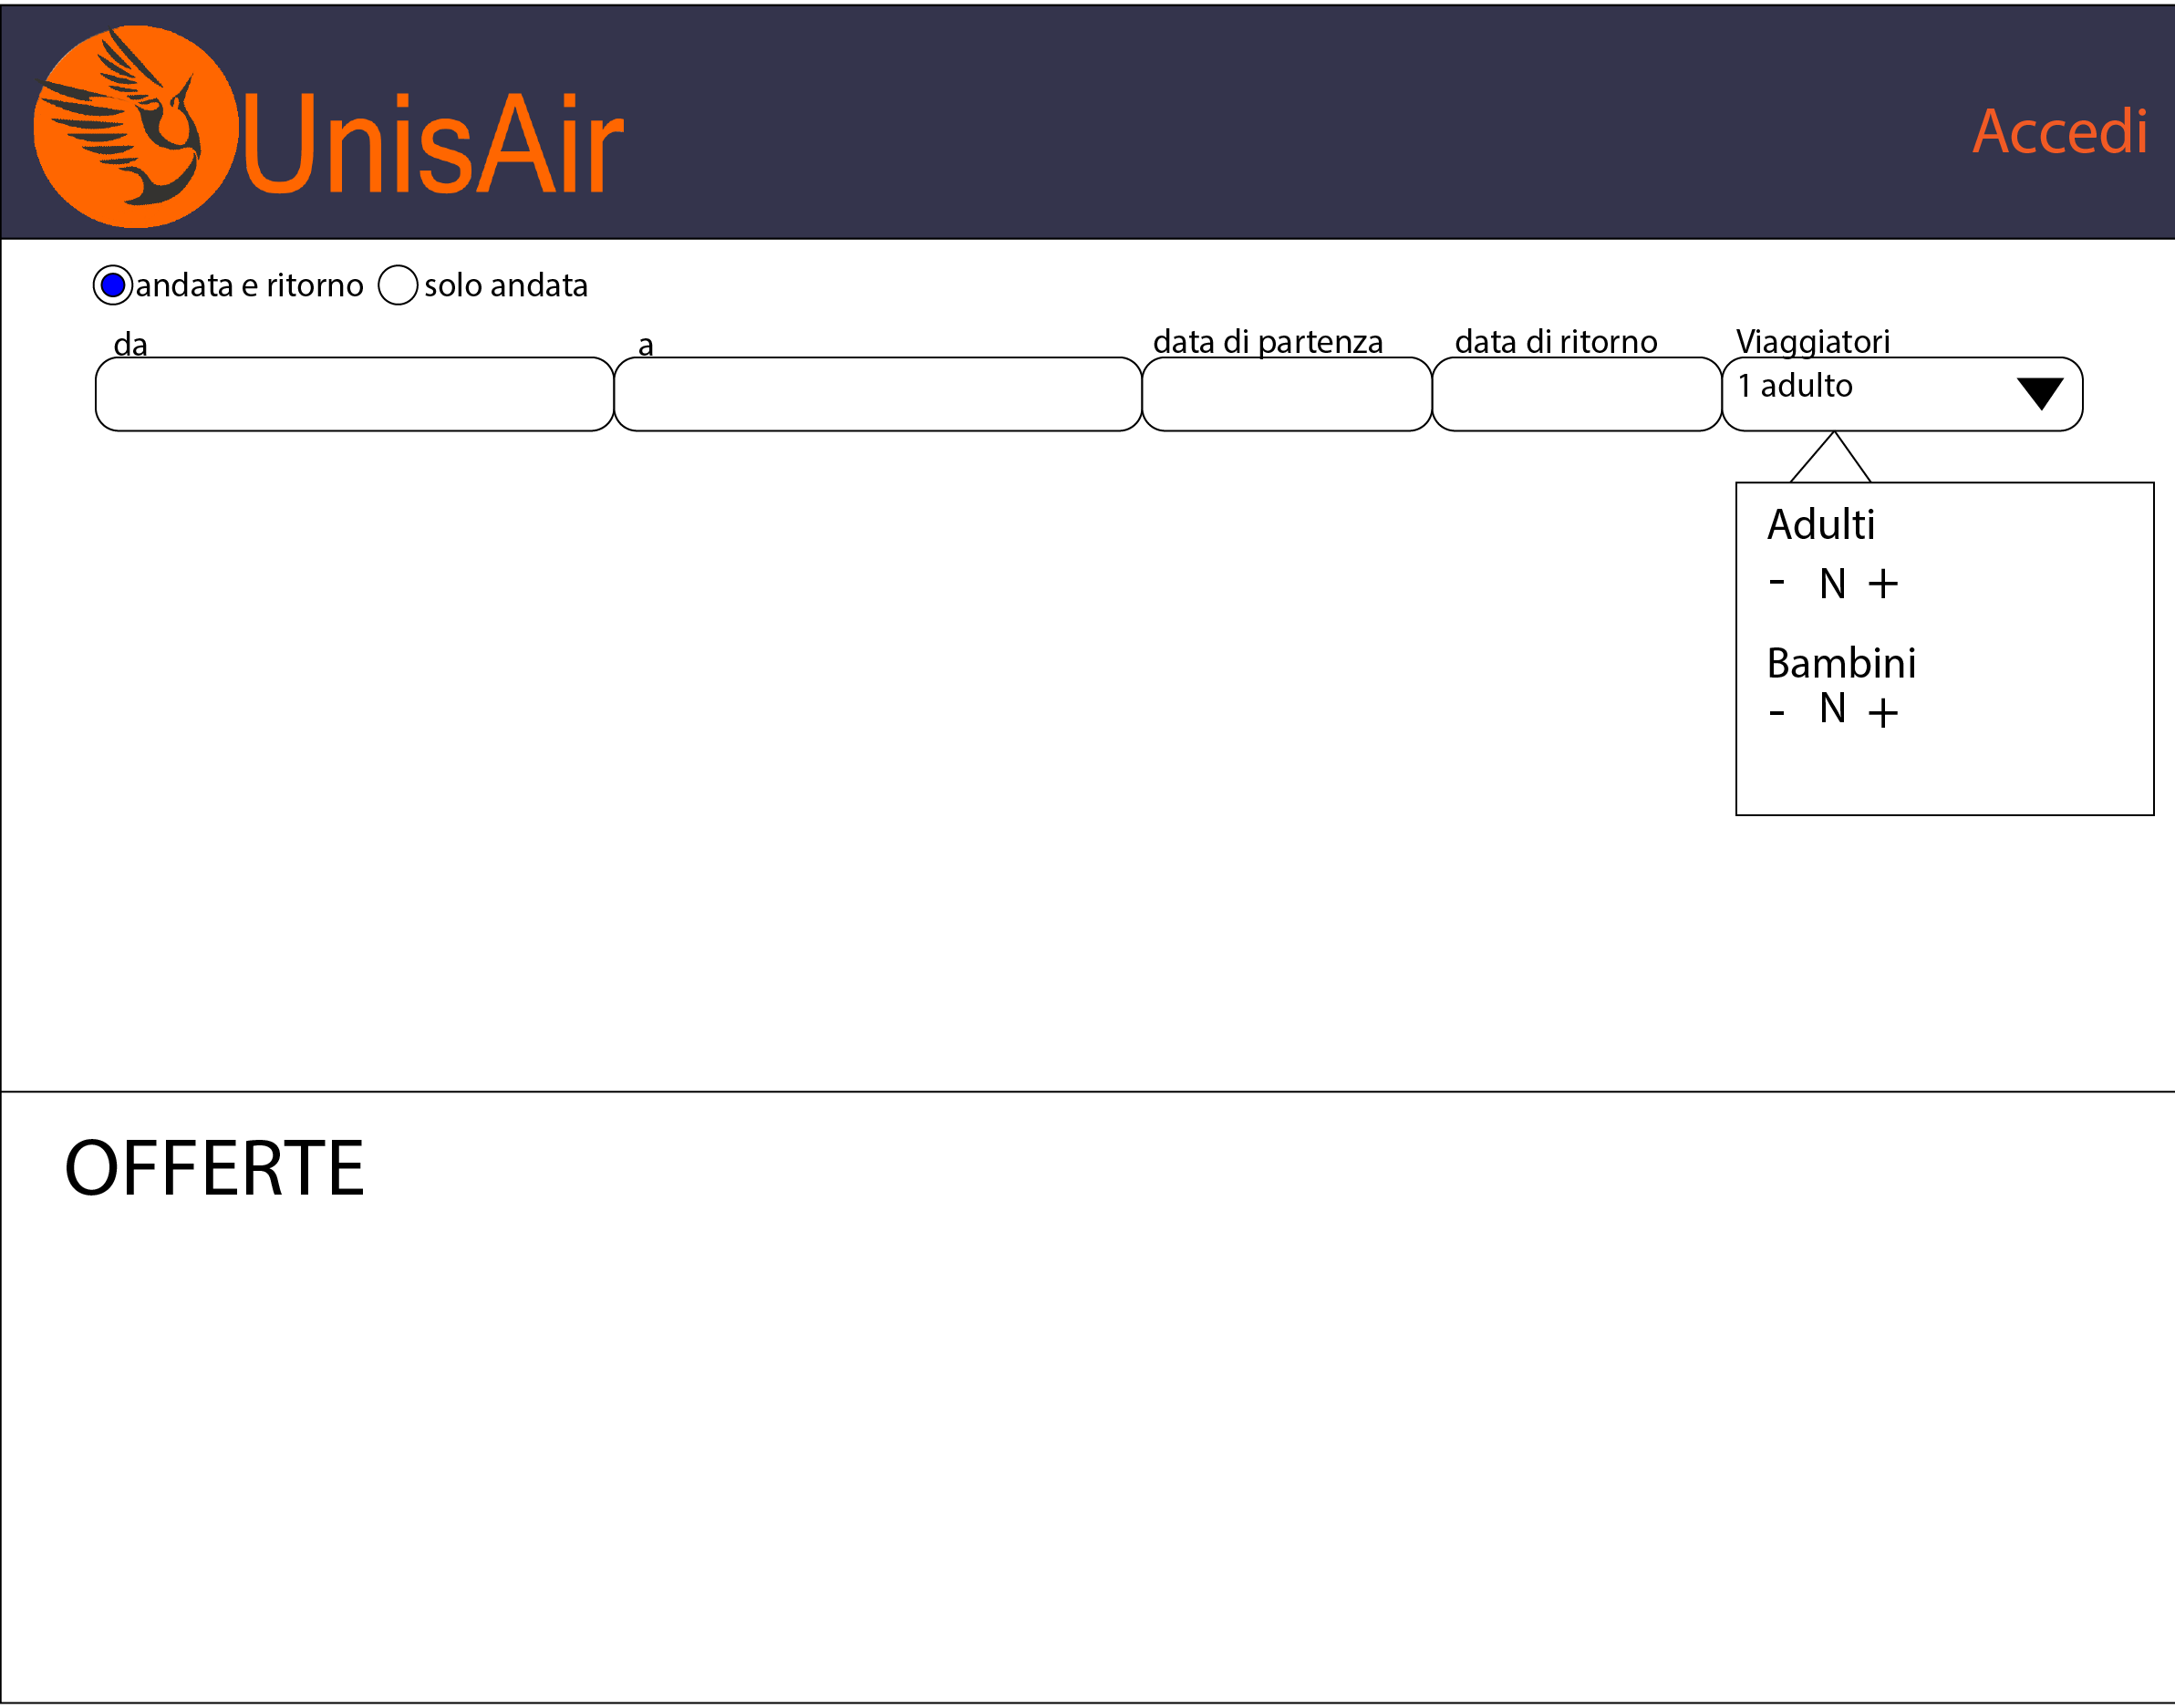 UnisAir
Accedi
andata e ritorno solo andata
da a data di partenza data di ritorno Viaggiatori
1 adulto
Adulti
- N +
Bambini
- N +
OFFERTE